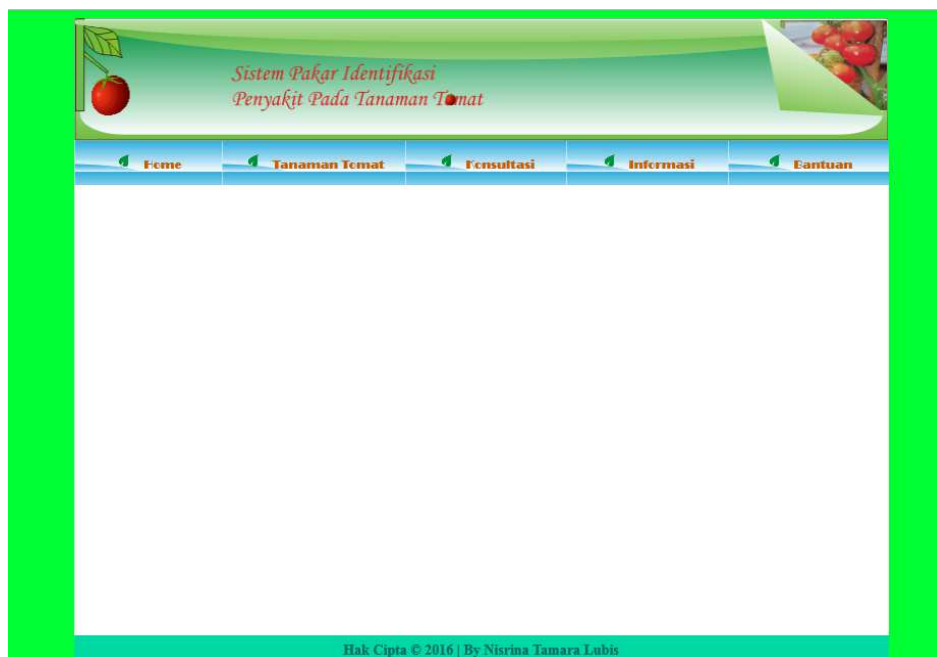 Sistem Pakar Identifikasi
Penyakit Pada Tanaman Tomat
Home Tanaman Tomat Konsultasi Informasi Bantuan
Hak Cipta © 2016 | By Nisrina Tamara Lubis